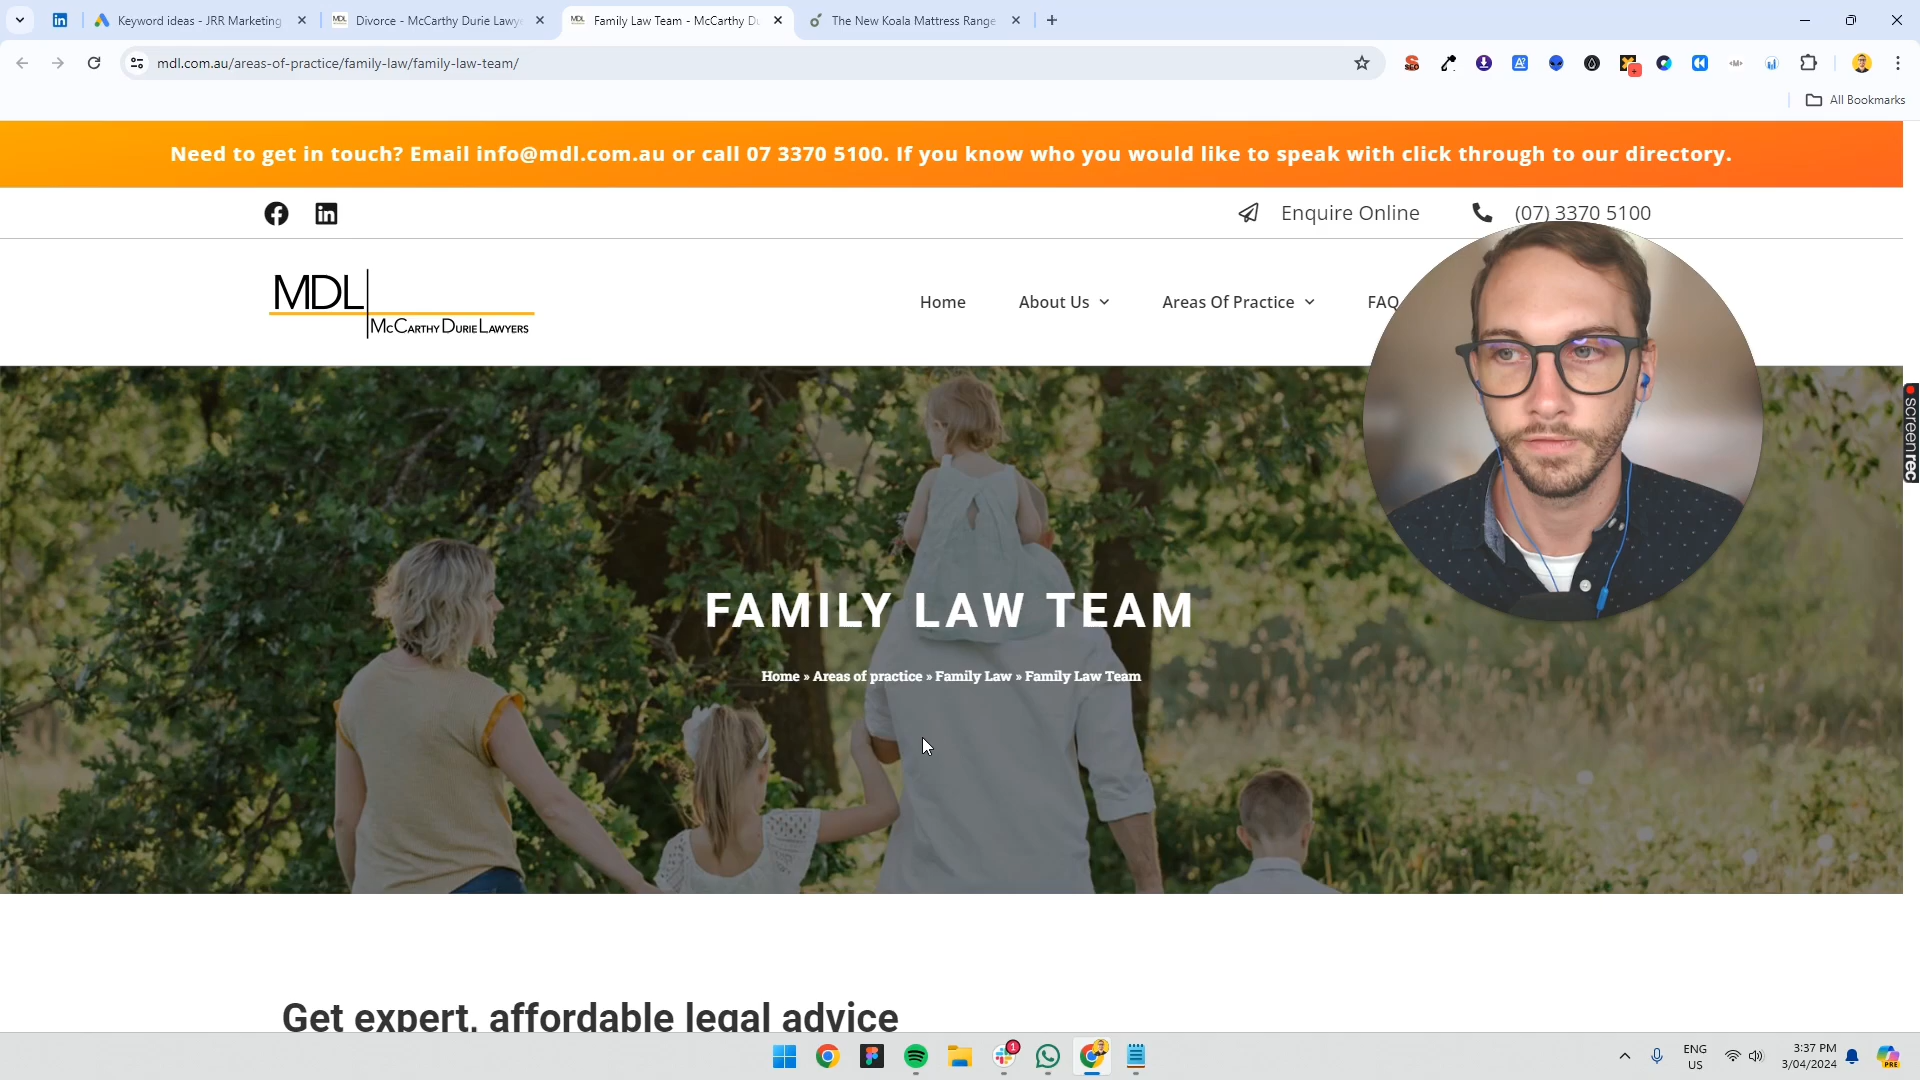 Keyword ideas - JRR Marketing
Divorce - McCarthy Durie Lawye
Family Law Team - McCarthy Du
The New Koala Mattress Range
mdl.com.au/areas-of-practice/family-law/family-law-team/
All Bookmarks
Need to get in touch? Email info@mdl.com.au or call 07 3370 5100. If you know who you would like to speak with click through to our directory.
Enquire Online
(07) 3370 5100
MDL
McCarthy Durie Lawyers
Home
About Us
Areas Of Practice
FAQ
screenrec
FAMILY LAW TEAM
Home » Areas of practice » Family Law » Family Law Team
Get expert, affordable legal advice
ENG
US
3:37 PM
3/04/2024